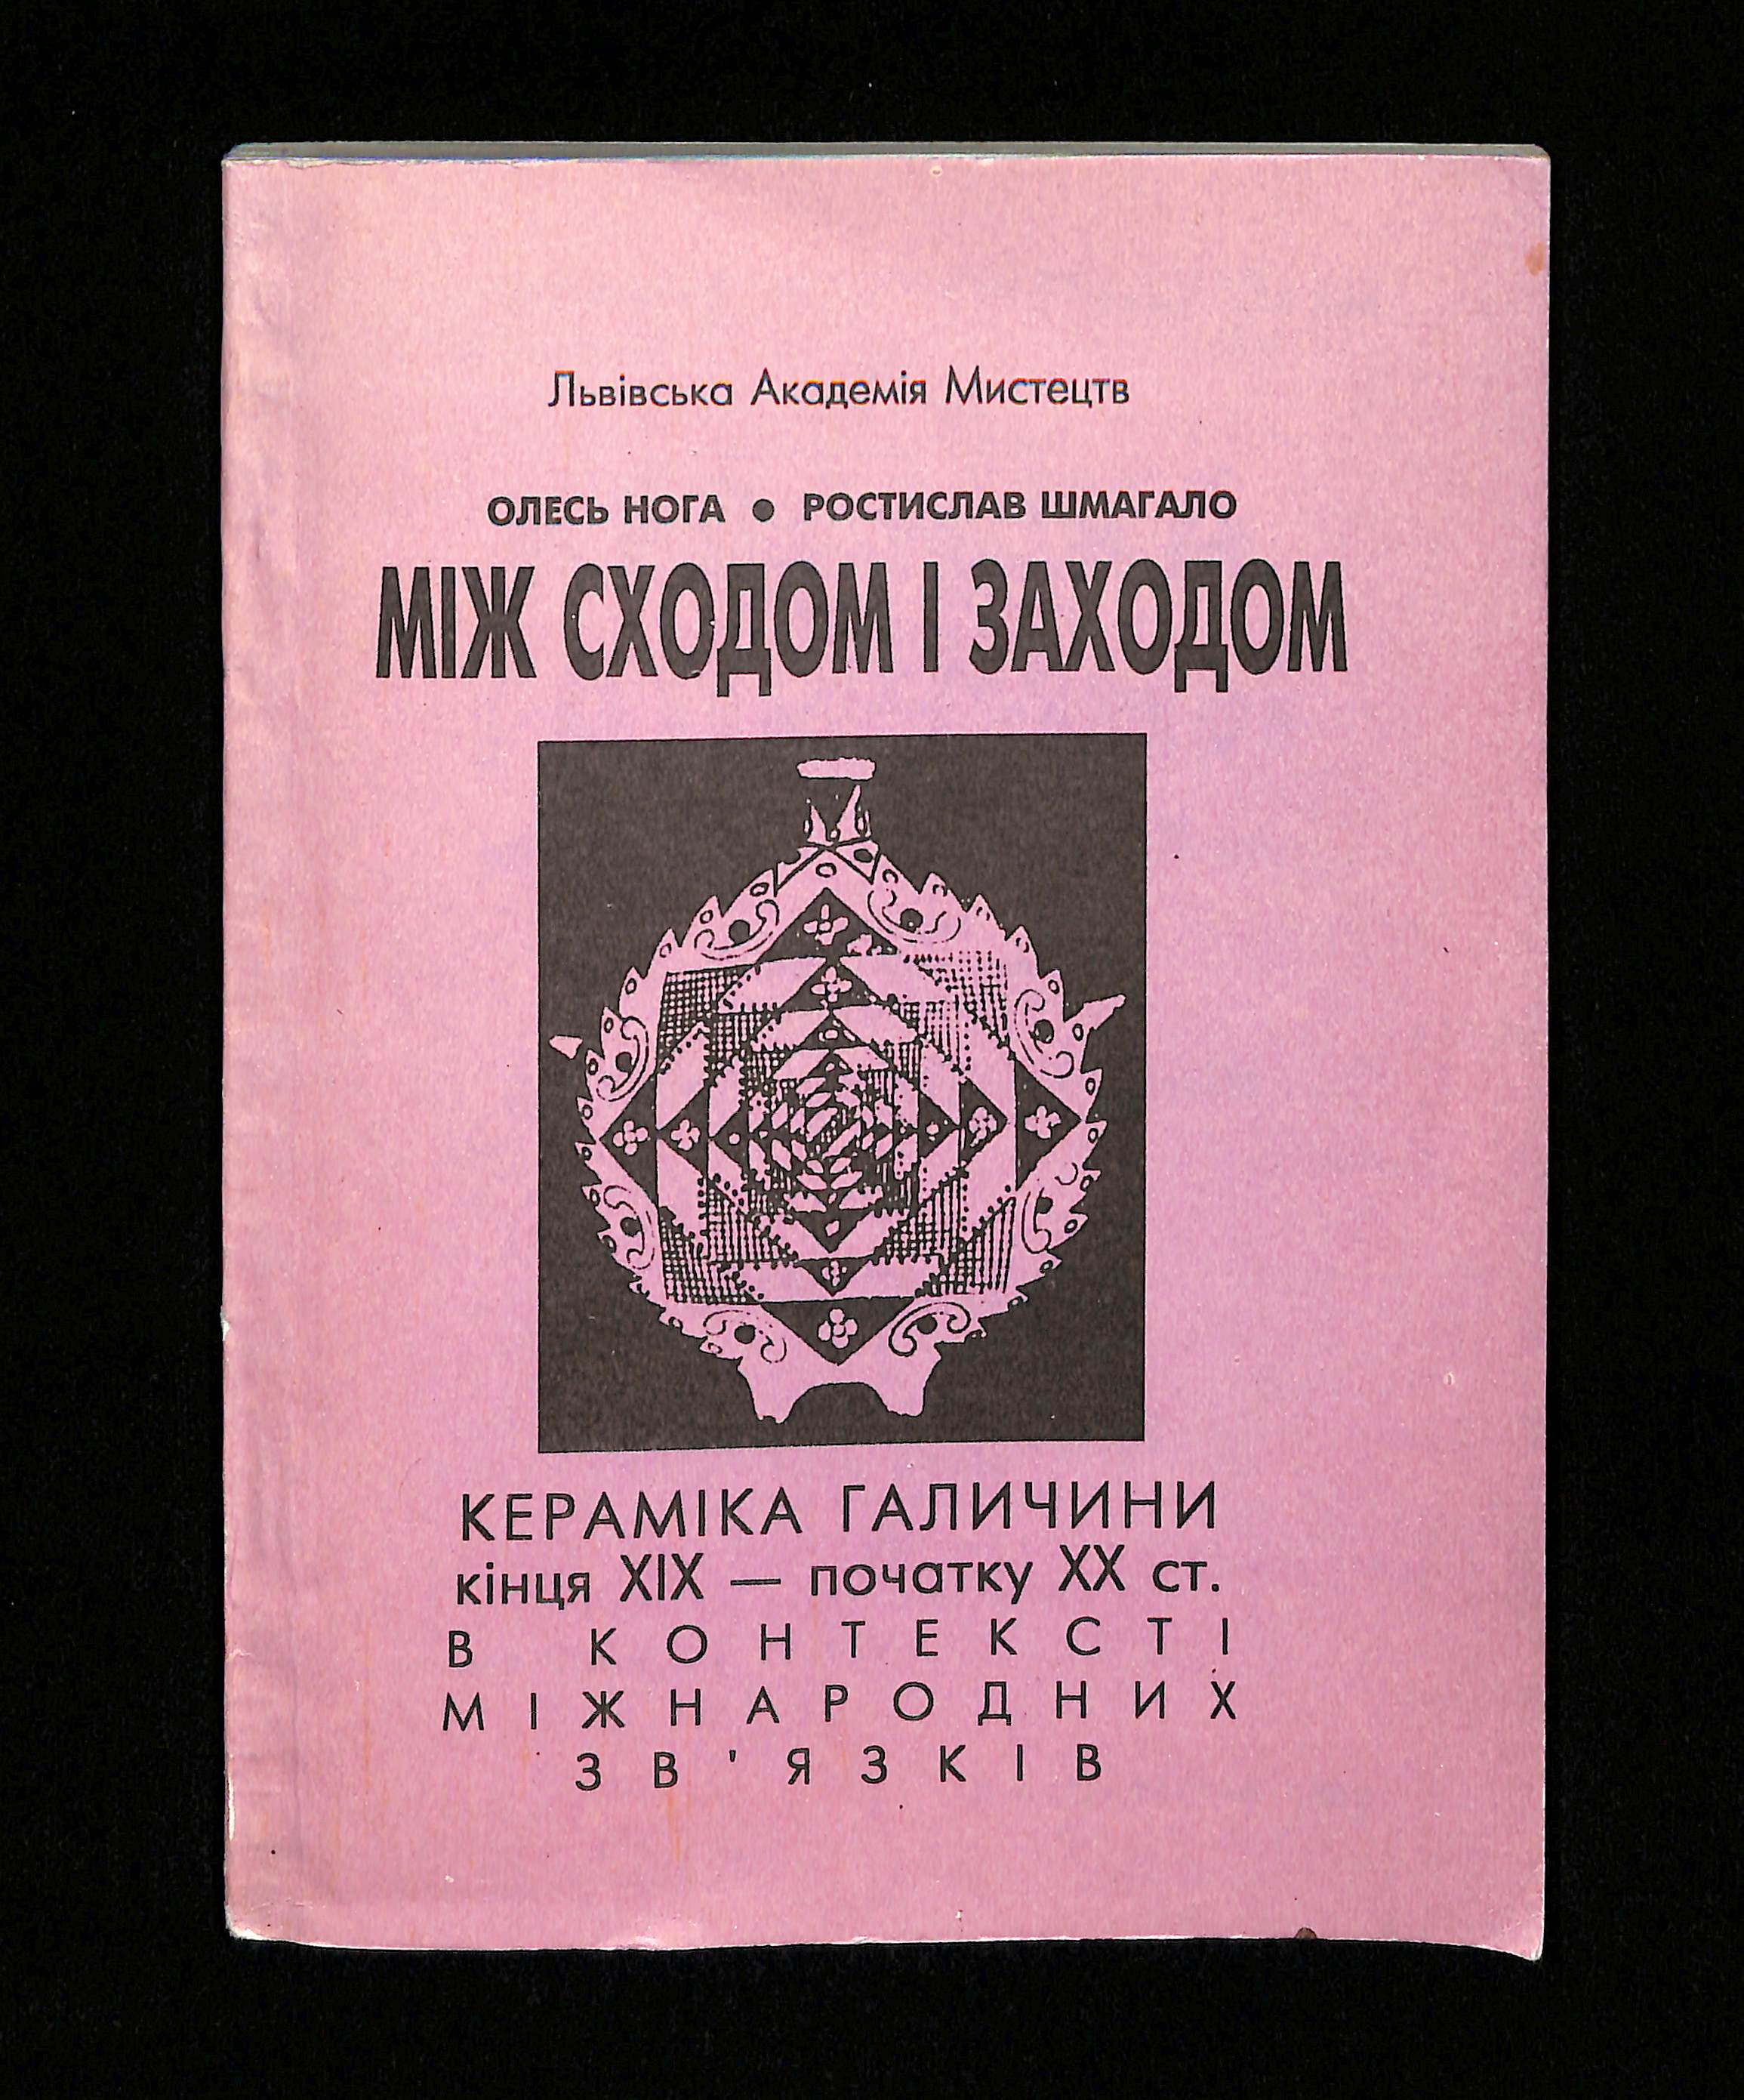 Львівська Академія Мистецтв
ОЛЕСЬ НОГА ● РОСТИСЛАВ ШМАГАЛО
МІЖ СХОДОМ І ЗАХОДОМ
КЕРАМІКА ГАЛИЧИНИ
кінця XIX — початку XX ст.
В КОНТЕКСТІ
МІЖНАРОДНИХ
ЗВ'ЯЗКІВ